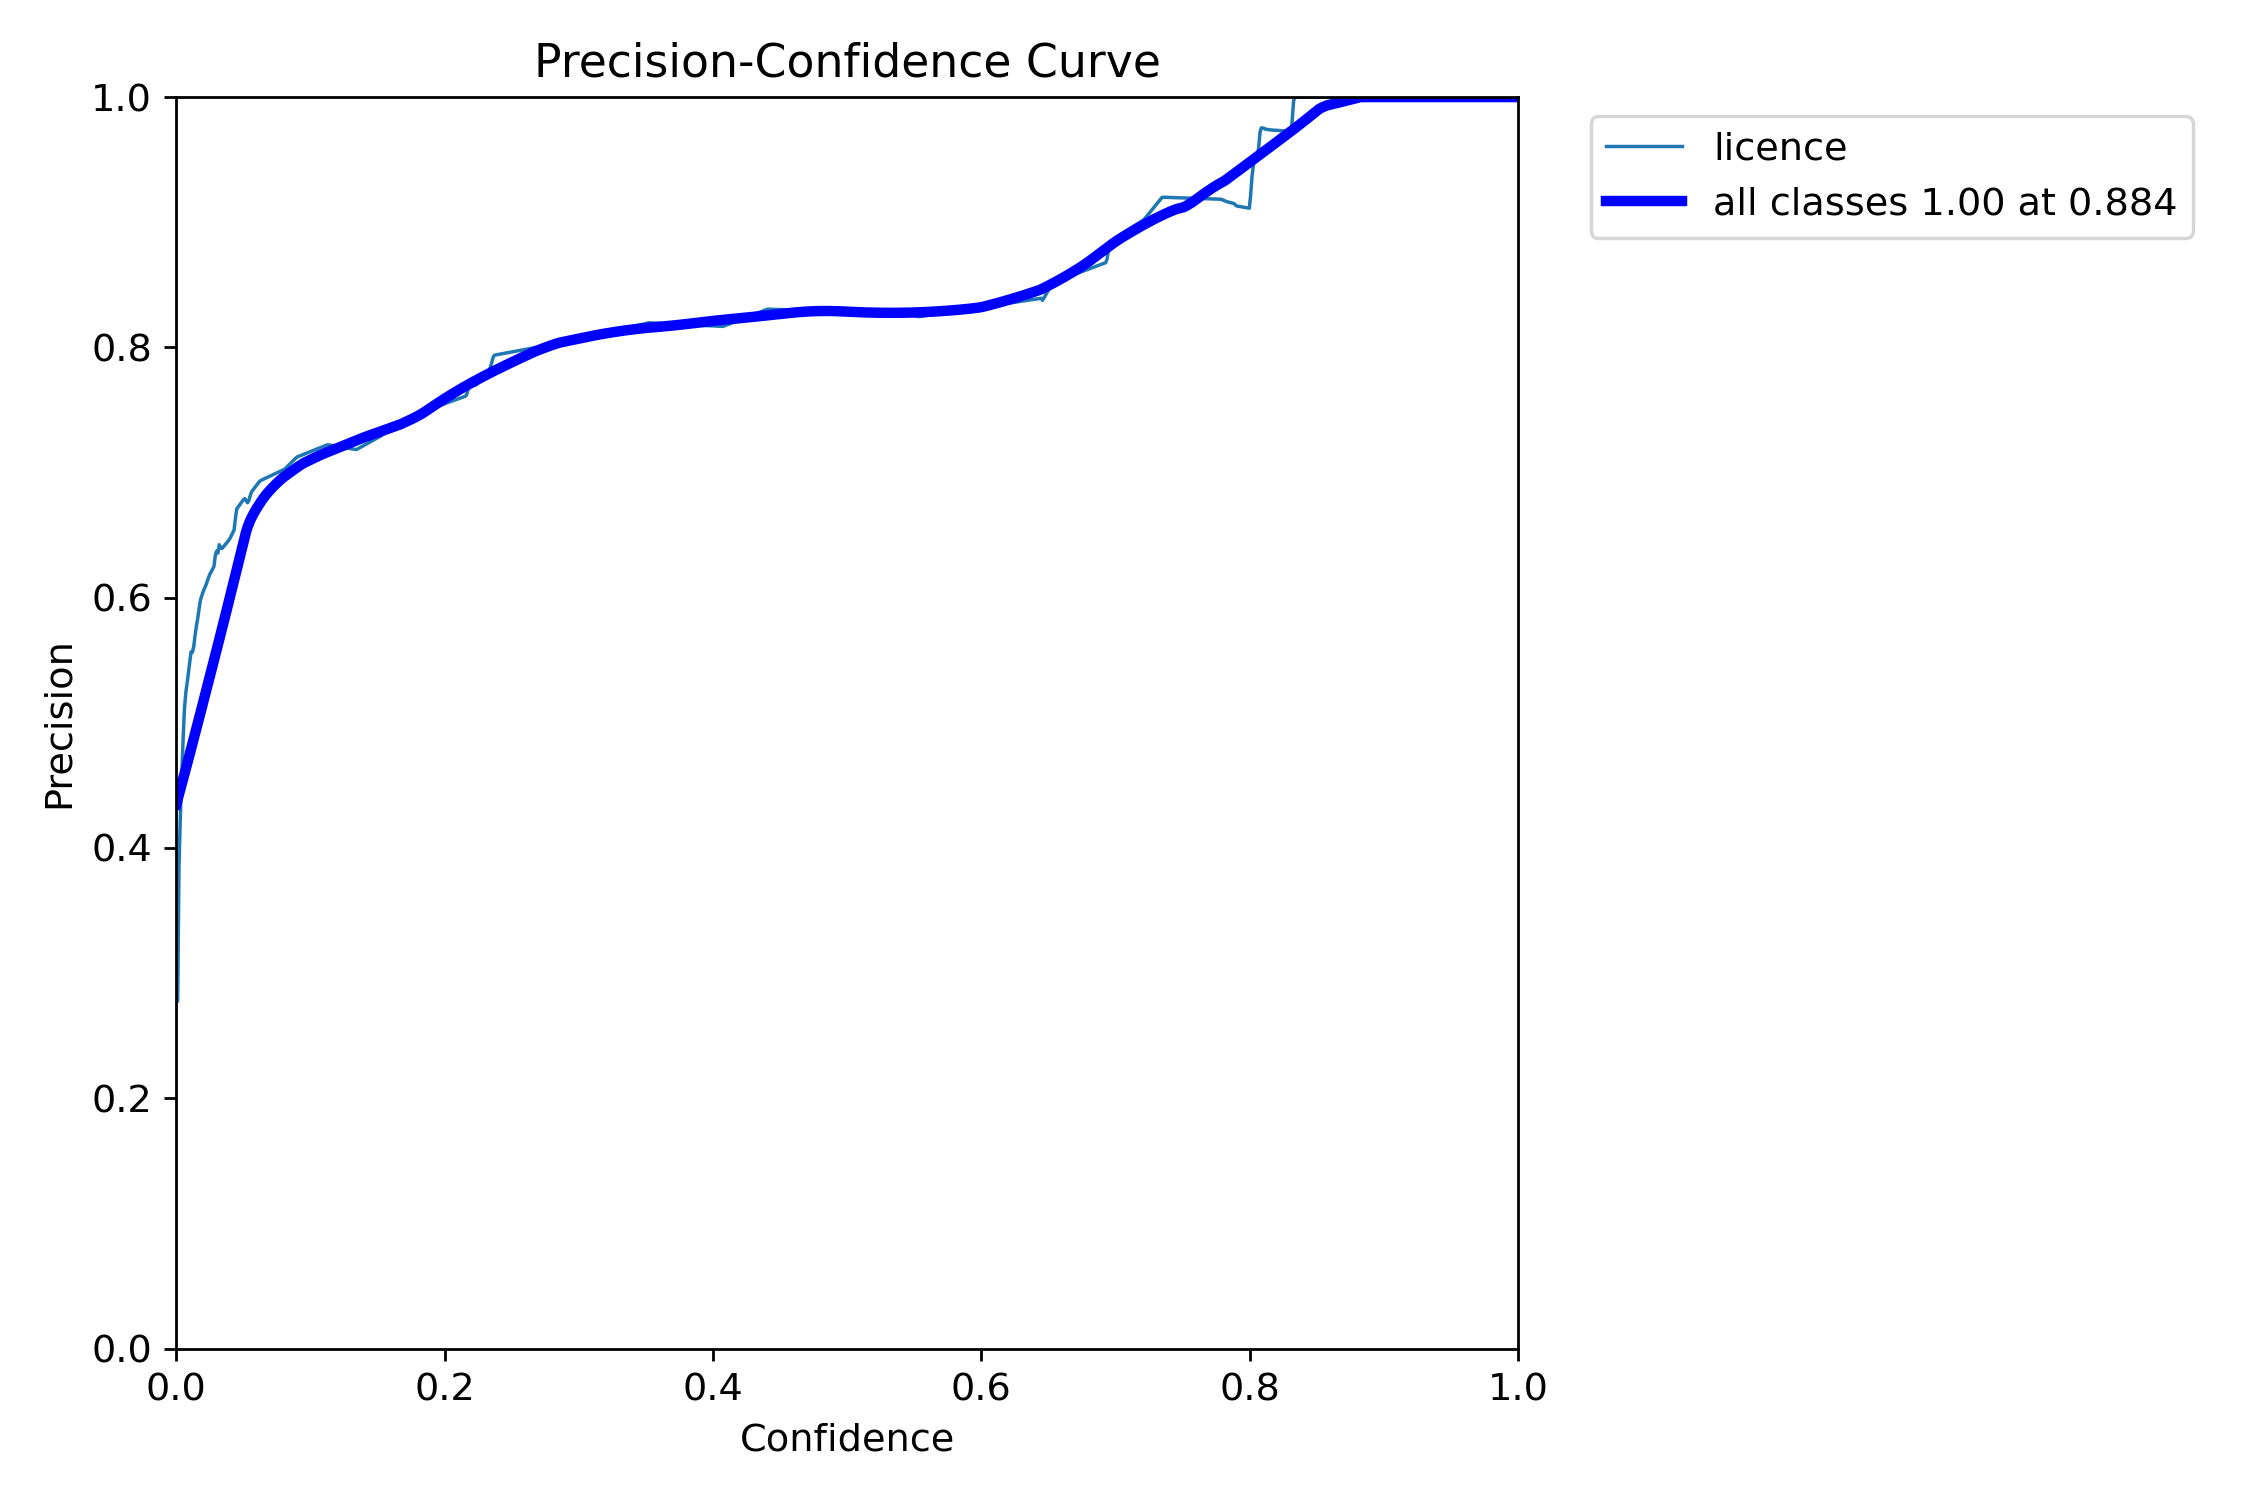 Precision-Confidence Curve
1.0
0.8
0.6
0.4
0.2
0.0
Precision
0.0 0.2 0.4 0.6 0.8 1.0
Confidence
licence
all classes 1.00 at 0.884